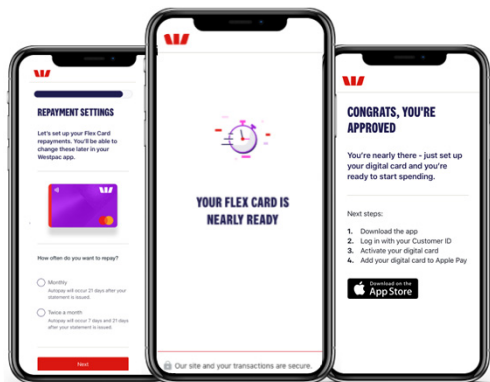 REPAYMENT SETTINGS
Let's set up your Flex Card
repayments. You'll be able to
change these later in your
Westpac app.
How often do you want to repay?
Monthly
Autopay will occur 21 days after your
statement is issued.
Twice a month
Autopay will occur 7 days and 21 days
after your statement is issued.
Next
YOUR FLEX CARD IS
NEARLY READY
Our site and your transactions are secure.
CONGRATS, YOU'RE
APPROVED
You're nearly there - just set up
your digital card and you're
ready to start spending.
Next steps:
1. Download the app
2. Log in with your Customer ID
3. Activate your digital card
4. Add your digital card to Apple Pay
Download on the
App Store